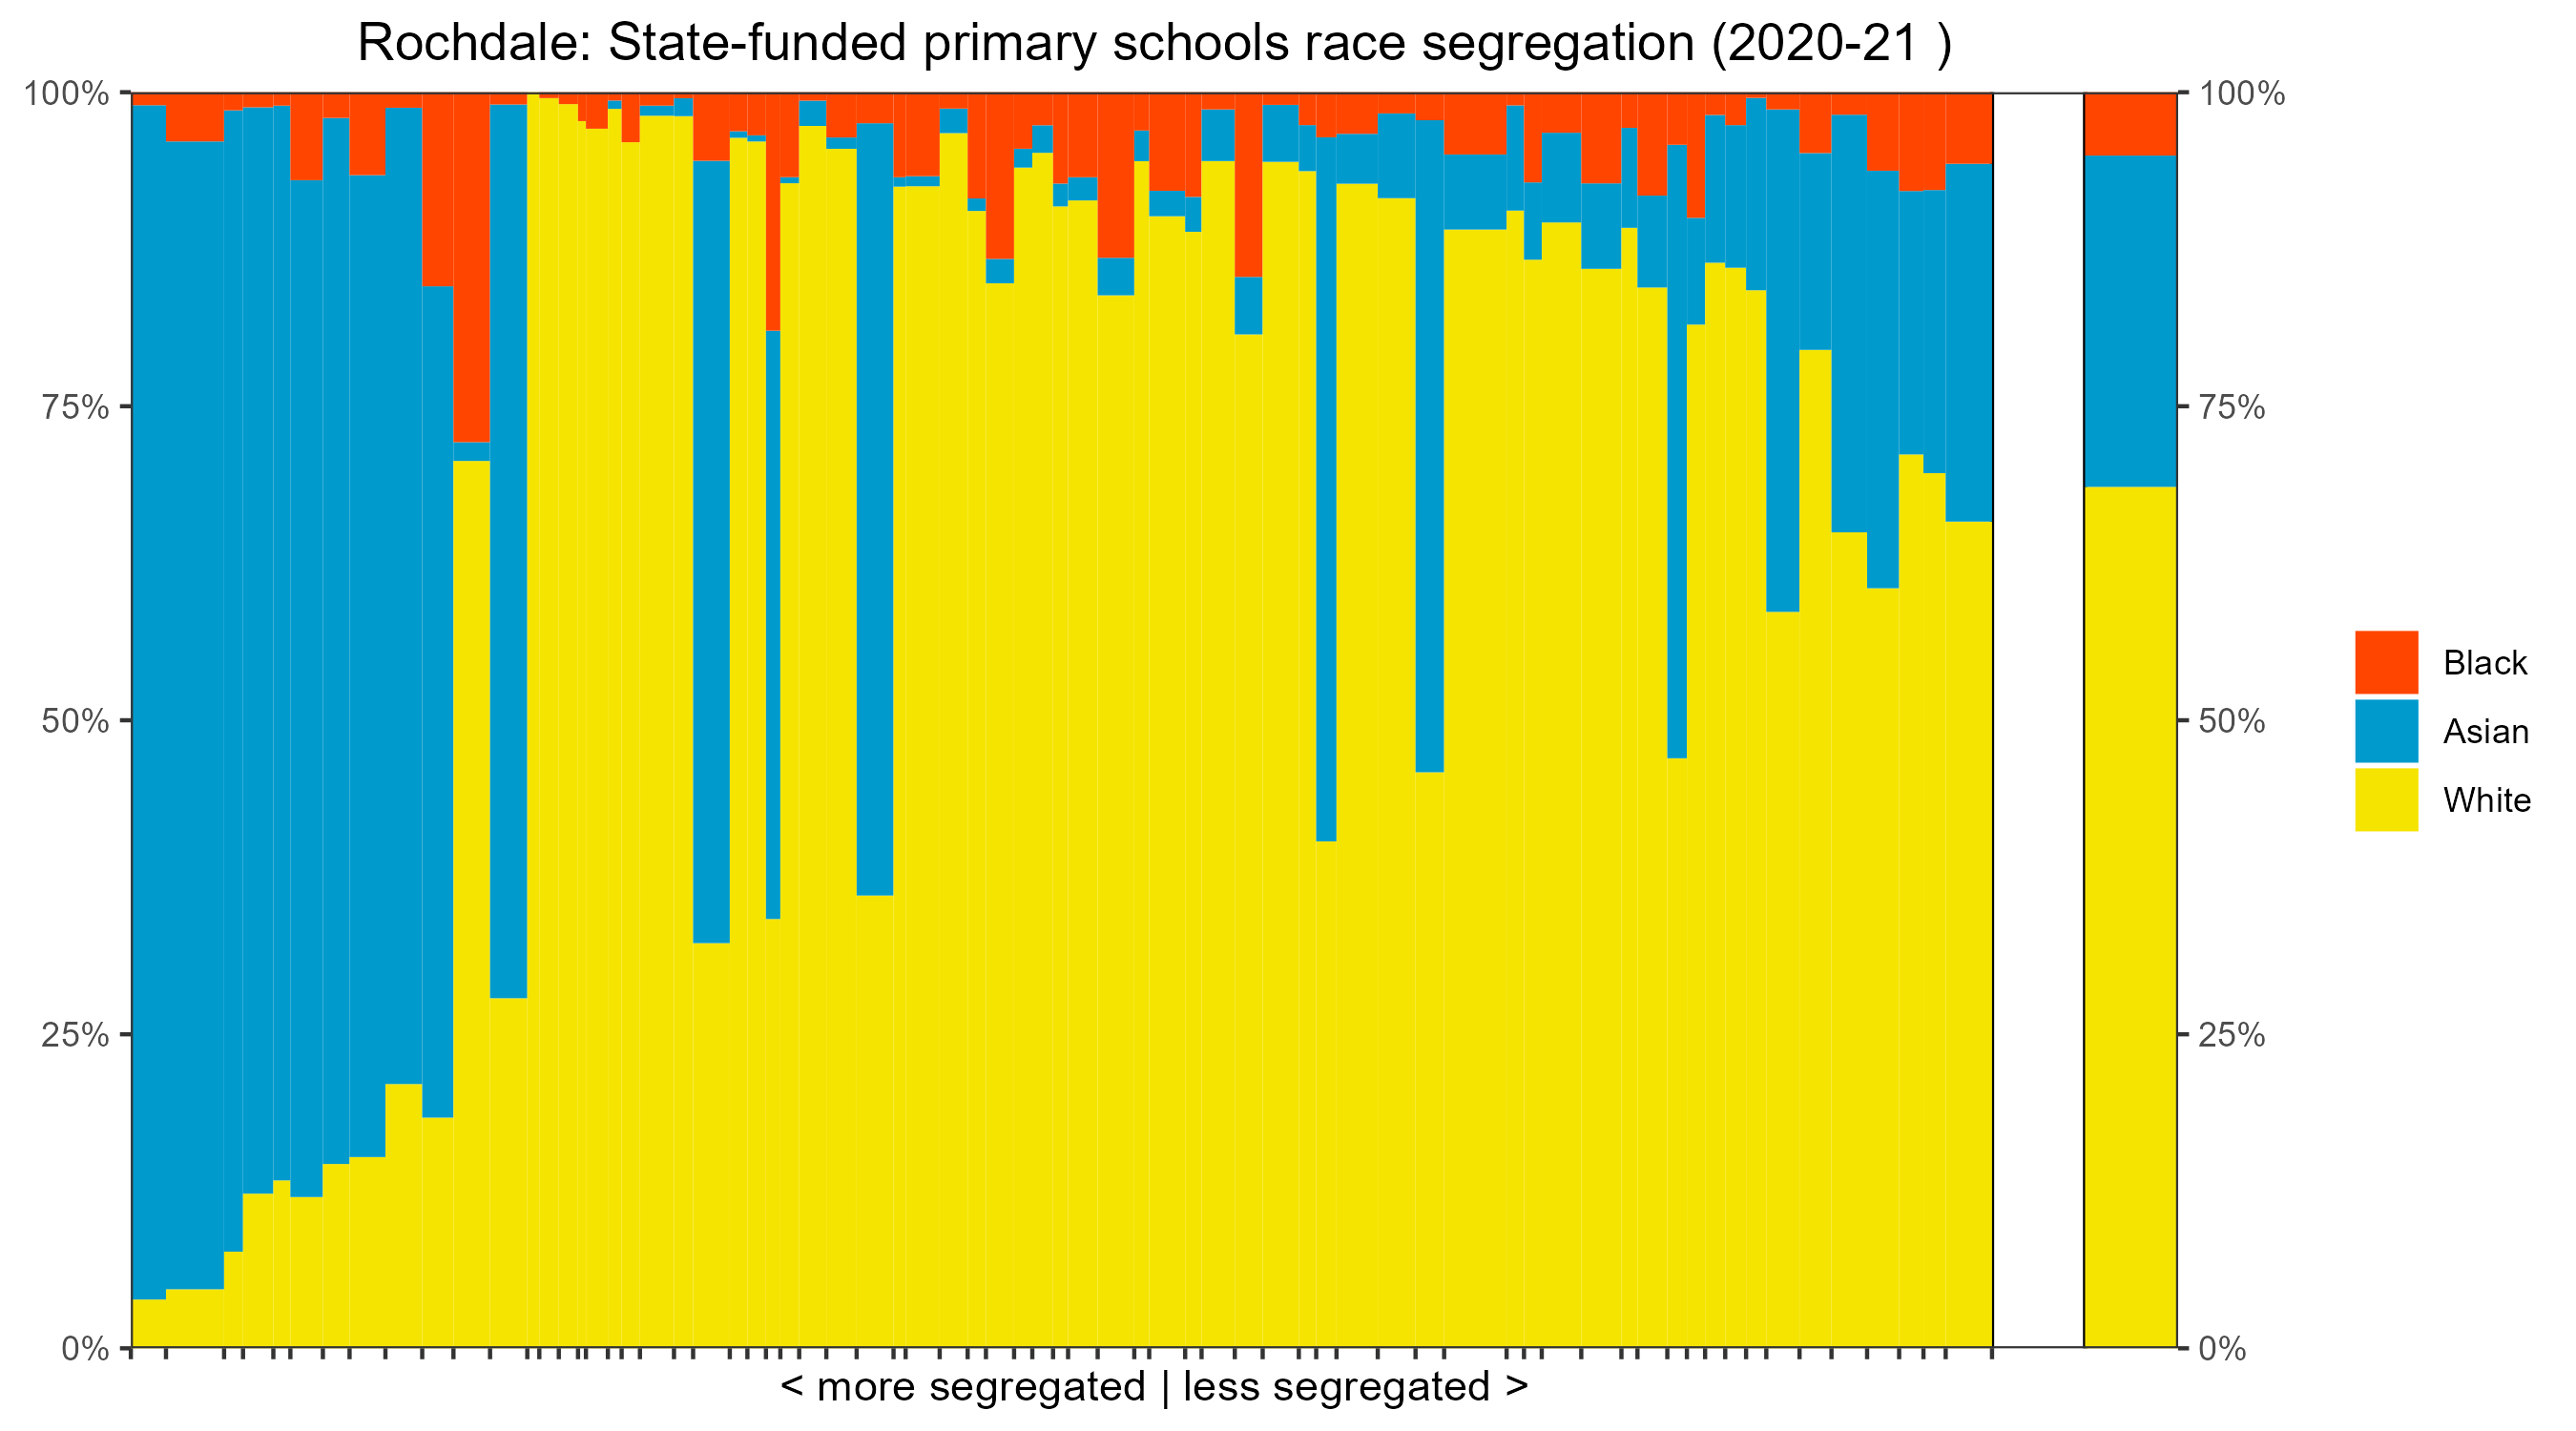 Rochdale: State-funded primary schools race segregation (2020-21 )
100%
75%
50%
25%
0%
100%
75%
50%
25%
0%
Black
Asian
White
< more segregated | less segregated >